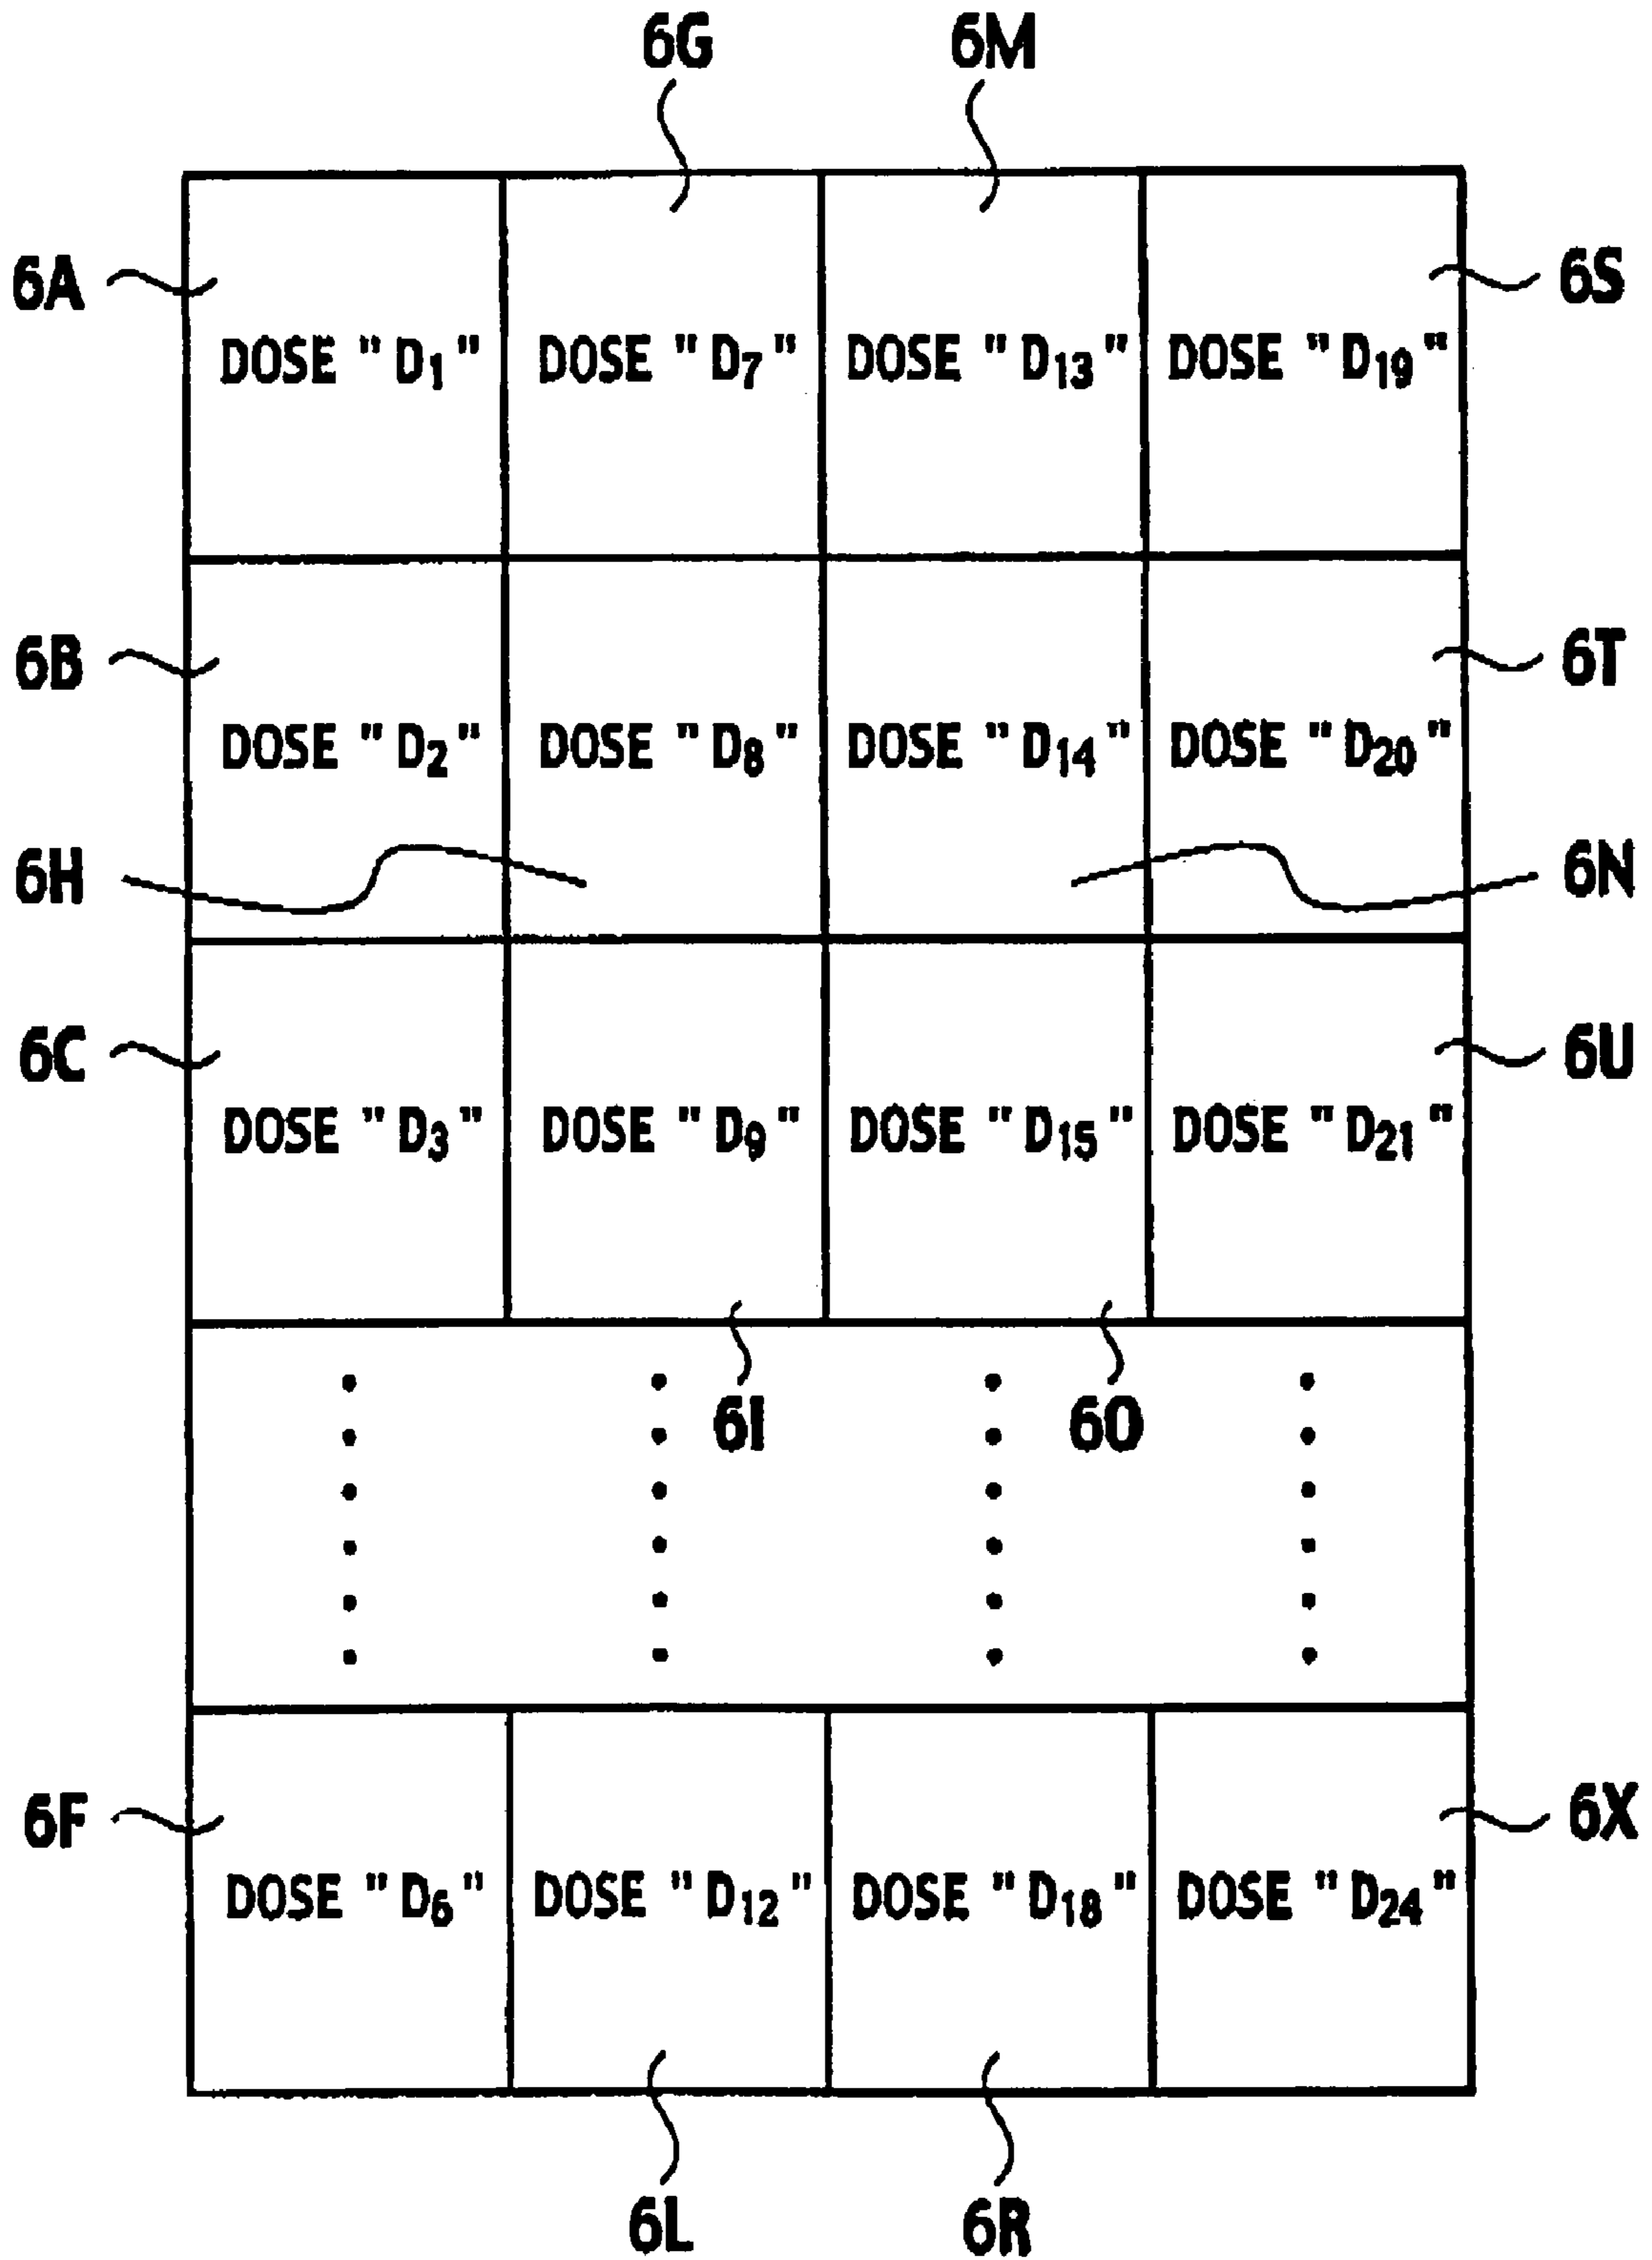 6G 6M
6A 6S
DOSE "D1" DOSE "D7" DOSE "D13" DOSE "D19"
6B 6T
DOSE "D2" DOSE "D8" DOSE "D14" DOSE "D20"
6H 6N
6C 6U
DOSE "D3" DOSE "D9" DOSE "D15" DOSE "D21"
6I 6O
6F 6X
DOSE "D6" DOSE "D12" DOSE "D18" DOSE "D24"
6L 6R